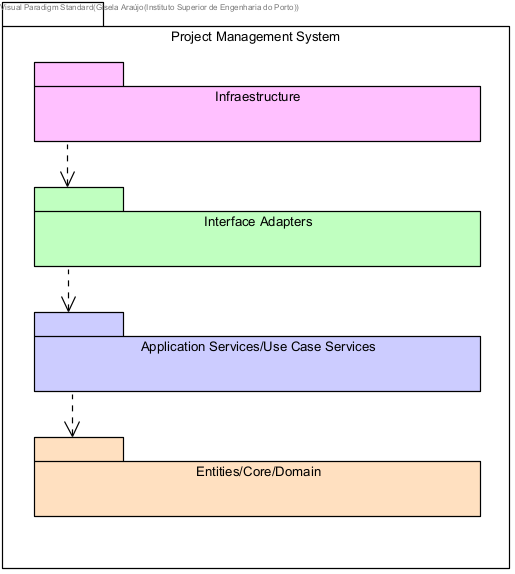 Visual Paradigm Standard(Gisela Araújo(Instituto Superior de Engenharia do Porto))
Project Management System
Infraestructure
Interface Adapters
Application Services/Use Case Services
Entities/Core/Domain